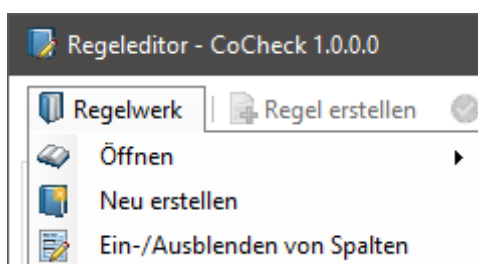 Regeleditor - CoCheck 1.0.0.0
Regelwerk Regel erstellen
Öffnen
Neu erstellen
Ein-/Ausblenden von Spalten